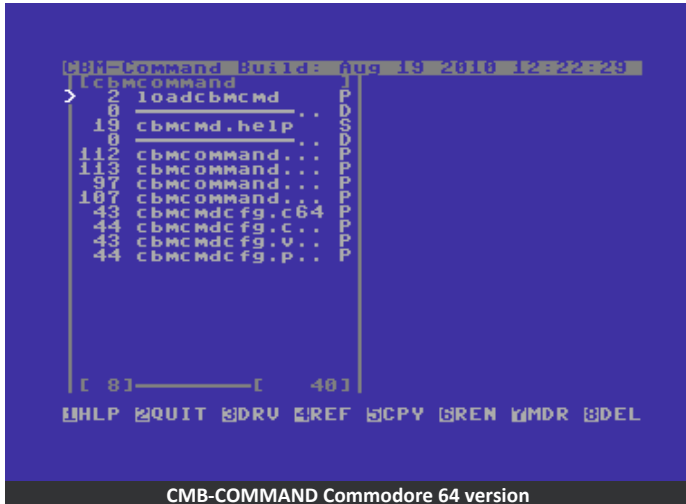 CBM-Command Build: Aug 19 2010 12:22:29
[cbmcommand ]
> 2 loadcbmcmd P
0 ────────────.. D
19 cbmcmd.help S
0 ────────────.. D
112 cbmcommand... P
113 cbmcommand... P
97 cbmcommand... P
107 cbmcommand... P
43 cbmcmdcfg.c64 P
44 cbmcmdcfg.c.. P
43 cbmcmdcfg.v.. P
44 cbmcmdcfg.p.. P
[ 8]──────[ 40]
1HLP 2QUIT 3DRV 4REF 5CPY 6REN 7MDR 8DEL
CMB-COMMAND Commodore 64 version